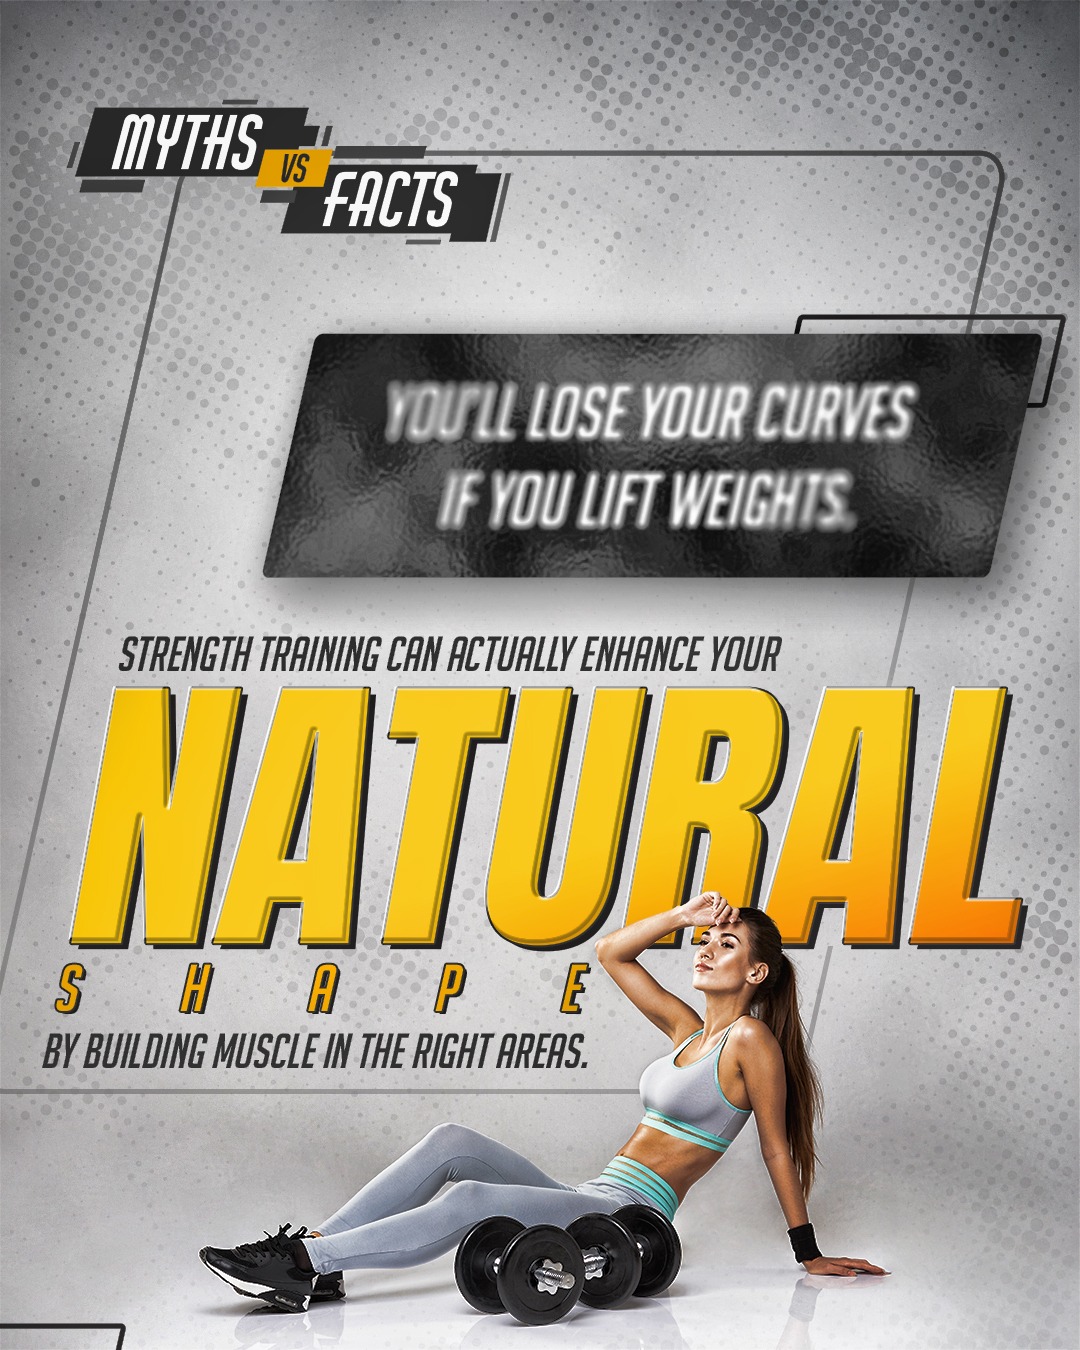 MYTHS
VS
FACTS
YOU'LL LOSE YOUR CURVES
IF YOU LIFT WEIGHTS.
STRENGTH TRAINING CAN ACTUALLY ENHANCE YOUR
NATURAL
SHAPE
BY BUILDING MUSCLE IN THE RIGHT AREAS.